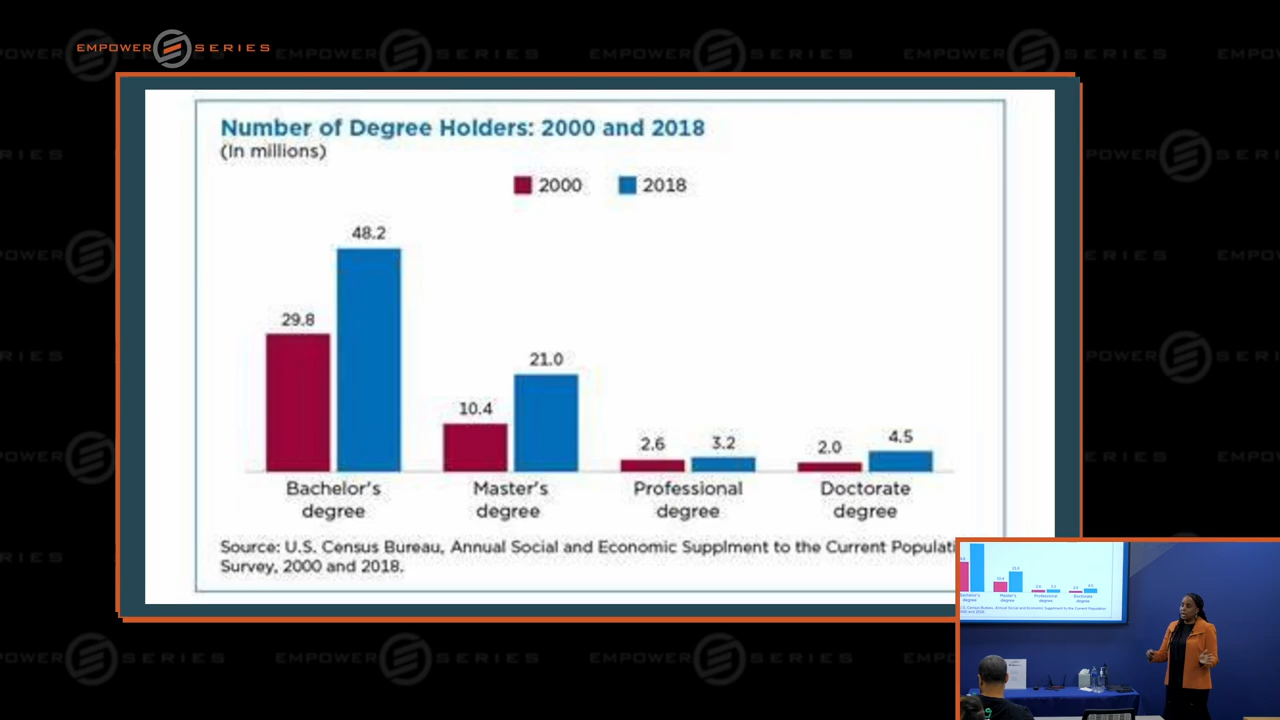 EMPOWER SERIES
Number of Degree Holders: 2000 and 2018
(In millions)
2000 2018
48.2
29.8
21.0
10.4
2.6 3.2
2.0 4.5
Bachelor's degree
Master's degree
Professional degree
Doctorate degree
Source: U.S. Census Bureau, Annual Social and Economic Supplment to the Current Populati
Survey, 2000 and 2018.